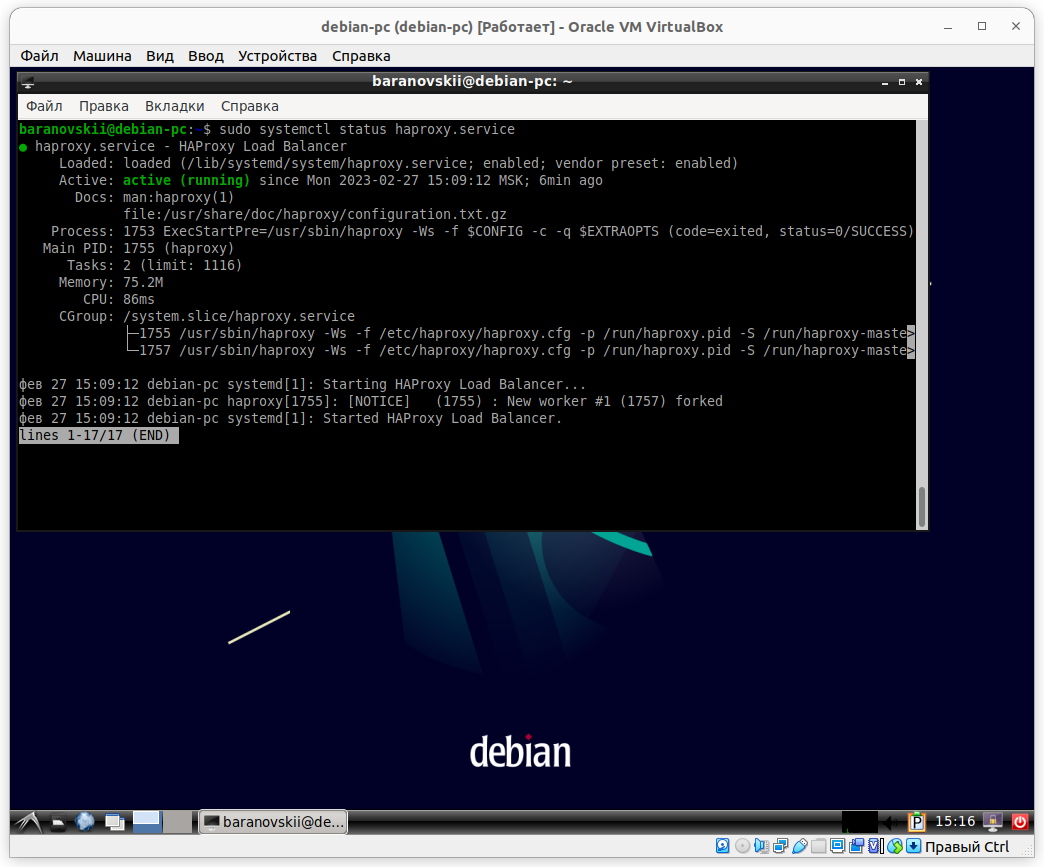 debian-pc (debian-pc) [Работает] - Oracle VM VirtualBox
Файл Машина Вид Ввод Устройства Справка
baranovskii@debian-pc: ~
Файл Правка Вкладки Справка
baranovskii@debian-pc:~$ sudo systemctl status haproxy.service
● haproxy.service - HAProxy Load Balancer
Loaded: loaded (/lib/systemd/system/haproxy.service; enabled; vendor preset: enabled)
Active: active (running) since Mon 2023-02-27 15:09:12 MSK; 6min ago
Docs: man:haproxy(1)
file:/usr/share/doc/haproxy/configuration.txt.gz
Process: 1753 ExecStartPre=/usr/sbin/haproxy -Ws -f $CONFIG -c -q $EXTRAOPTS (code=exited, status=0/SUCCESS)
Main PID: 1755 (haproxy)
Tasks: 2 (limit: 1116)
Memory: 75.2M
CPU: 86ms
CGroup: /system.slice/haproxy.service
├─1755 /usr/sbin/haproxy -Ws -f /etc/haproxy/haproxy.cfg -p /run/haproxy.pid -S /run/haproxy-maste>
└─1757 /usr/sbin/haproxy -Ws -f /etc/haproxy/haproxy.cfg -p /run/haproxy.pid -S /run/haproxy-maste>
фев 27 15:09:12 debian-pc systemd[1]: Starting HAProxy Load Balancer...
фев 27 15:09:12 debian-pc haproxy[1755]: [NOTICE] (1755) : New worker #1 (1757) forked
фев 27 15:09:12 debian-pc systemd[1]: Started HAProxy Load Balancer.
lines 1-17/17 (END)
debian
baranovskii@de... P 15:16
Правый Ctrl